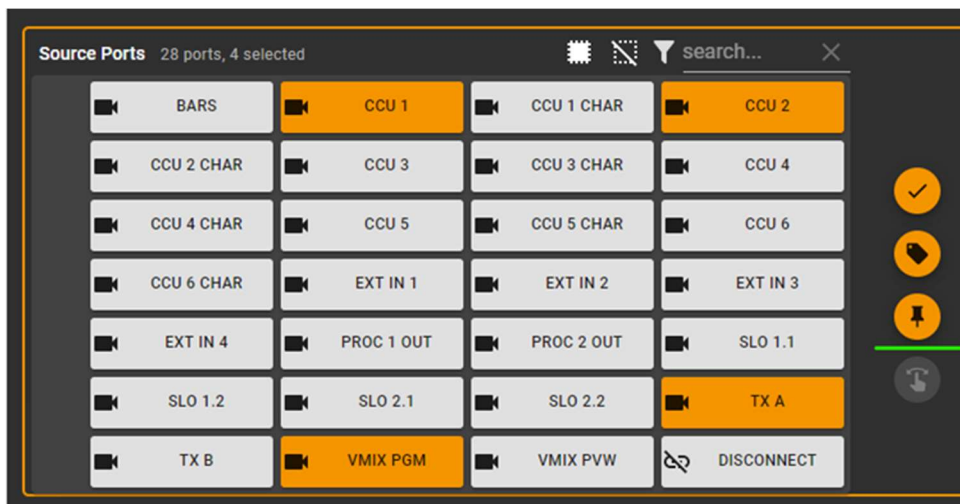 Source Ports 28 ports, 4 selected search...
BARS CCU 1 CCU 1 CHAR CCU 2
CCU 2 CHAR CCU 3 CCU 3 CHAR CCU 4
CCU 4 CHAR CCU 5 CCU 5 CHAR CCU 6
CCU 6 CHAR EXT IN 1 EXT IN 2 EXT IN 3
EXT IN 4 PROC 1 OUT PROC 2 OUT SLO 1.1
SLO 1.2 SLO 2.1 SLO 2.2 TX A
TX B VMIX PGM VMIX PVW DISCONNECT